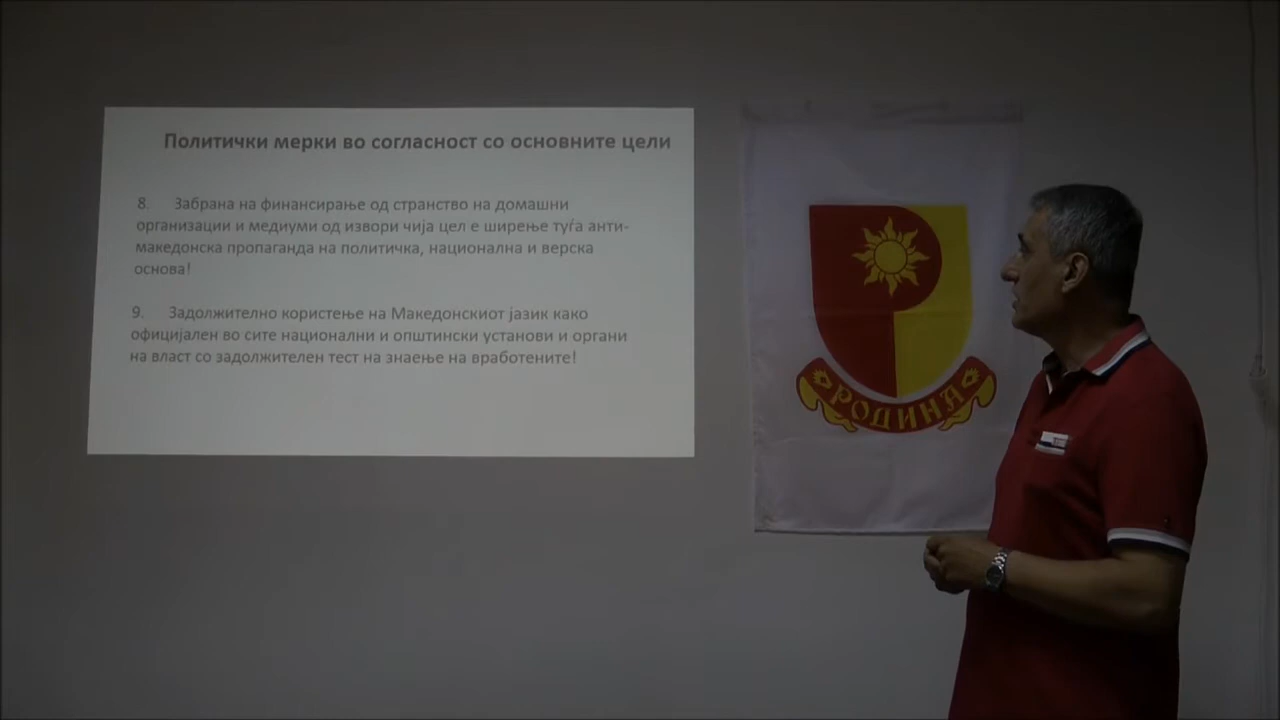 Политички мерки во согласност со основните цели
8. Забрана на финансирање од странство на домашни
организации и медиуми од извори чија цел е ширење туѓа анти-
македонска пропаганда на политичка, национална и верска
основа!
9. Задолжително користење на Македонскиот јазик како
официјален во сите национални и општински установи и органи
на власт со задолжителен тест на знаење на вработените!
РОДИНА